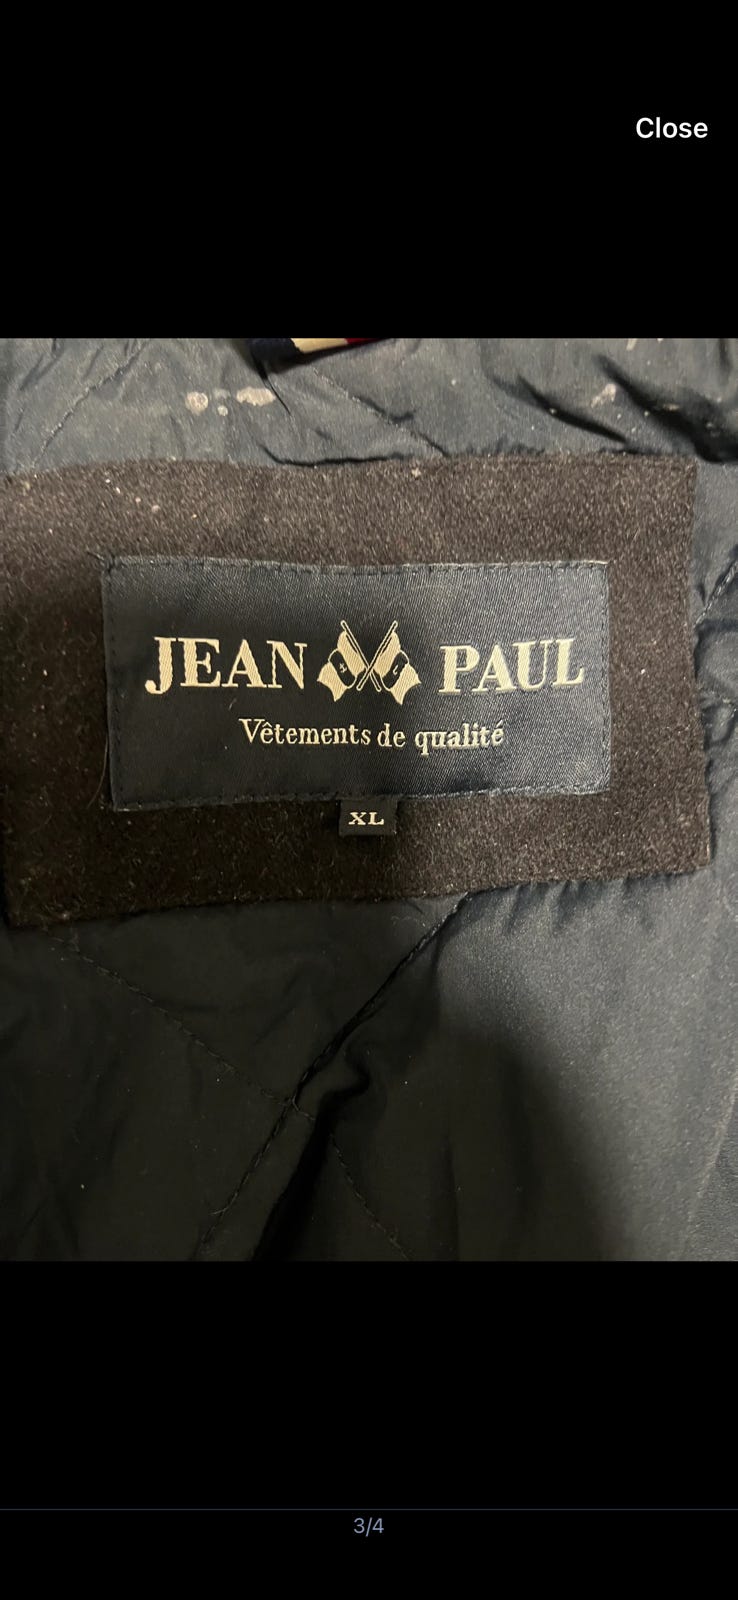 Close
JEAN PAUL
Vêtements de qualité
XL
3/4